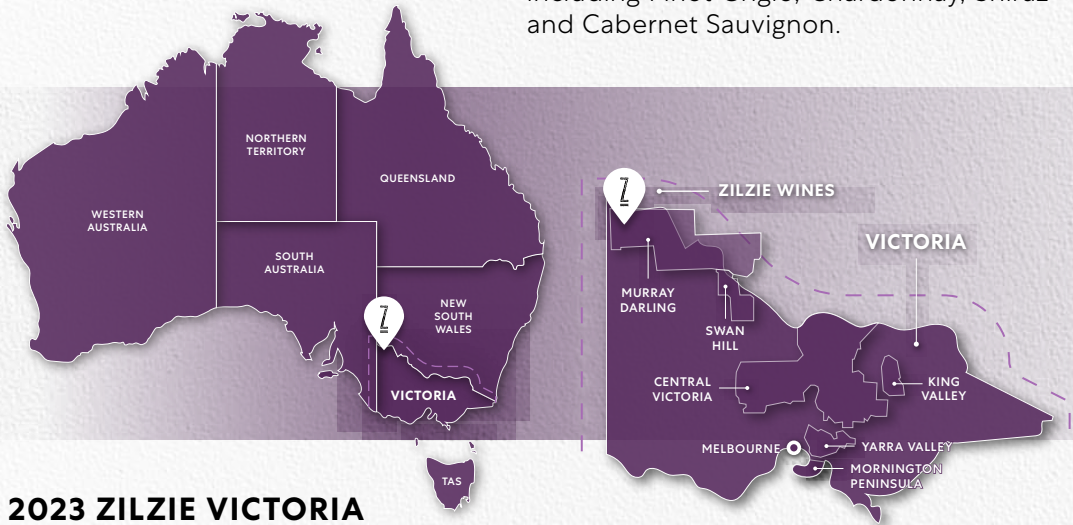 and Cabernet Sauvignon.
NORTHERN
TERRITORY
QUEENSLAND
WESTERN
AUSTRALIA
SOUTH
AUSTRALIA
NEW
SOUTH
WALES
Z
VICTORIA
TAS
Z
ZILZIE WINES
VICTORIA
MURRAY
DARLING
SWAN
HILL
CENTRAL
VICTORIA
KING
VALLEY
MELBOURNE
YARRA VALLEY
MORNINGTON
PENINSULA
2023 ZILZIE VICTORIA